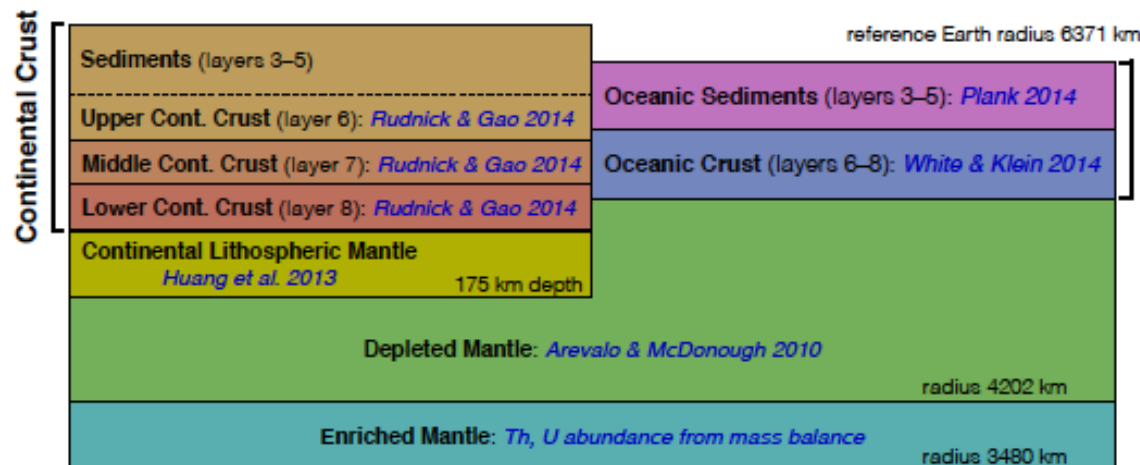 Continental Crust
Sediments (layers 3–5)
Upper Cont. Crust (layer 6): Rudnick & Gao 2014
Middle Cont. Crust (layer 7): Rudnick & Gao 2014
Lower Cont. Crust (layer 8): Rudnick & Gao 2014
Continental Lithospheric Mantle
Huang et al. 2013
175 km depth
reference Earth radius 6371 km
Oceanic Sediments (layers 3–5): Plank 2014
Oceanic Crust (layers 6–8): White & Klein 2014
Depleted Mantle: Arevalo & McDonough 2010
radius 4202 km
Enriched Mantle: Th, U abundance from mass balance
radius 3480 km